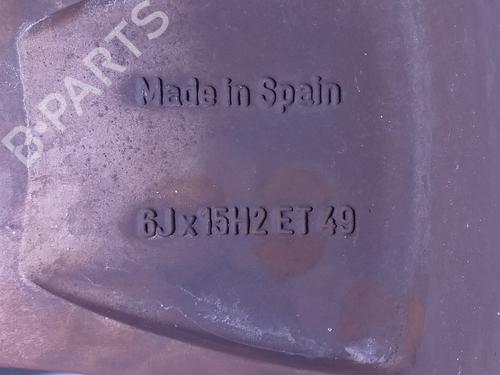 B-PARTS
Made in Spain
6J x 15H2 ET 49